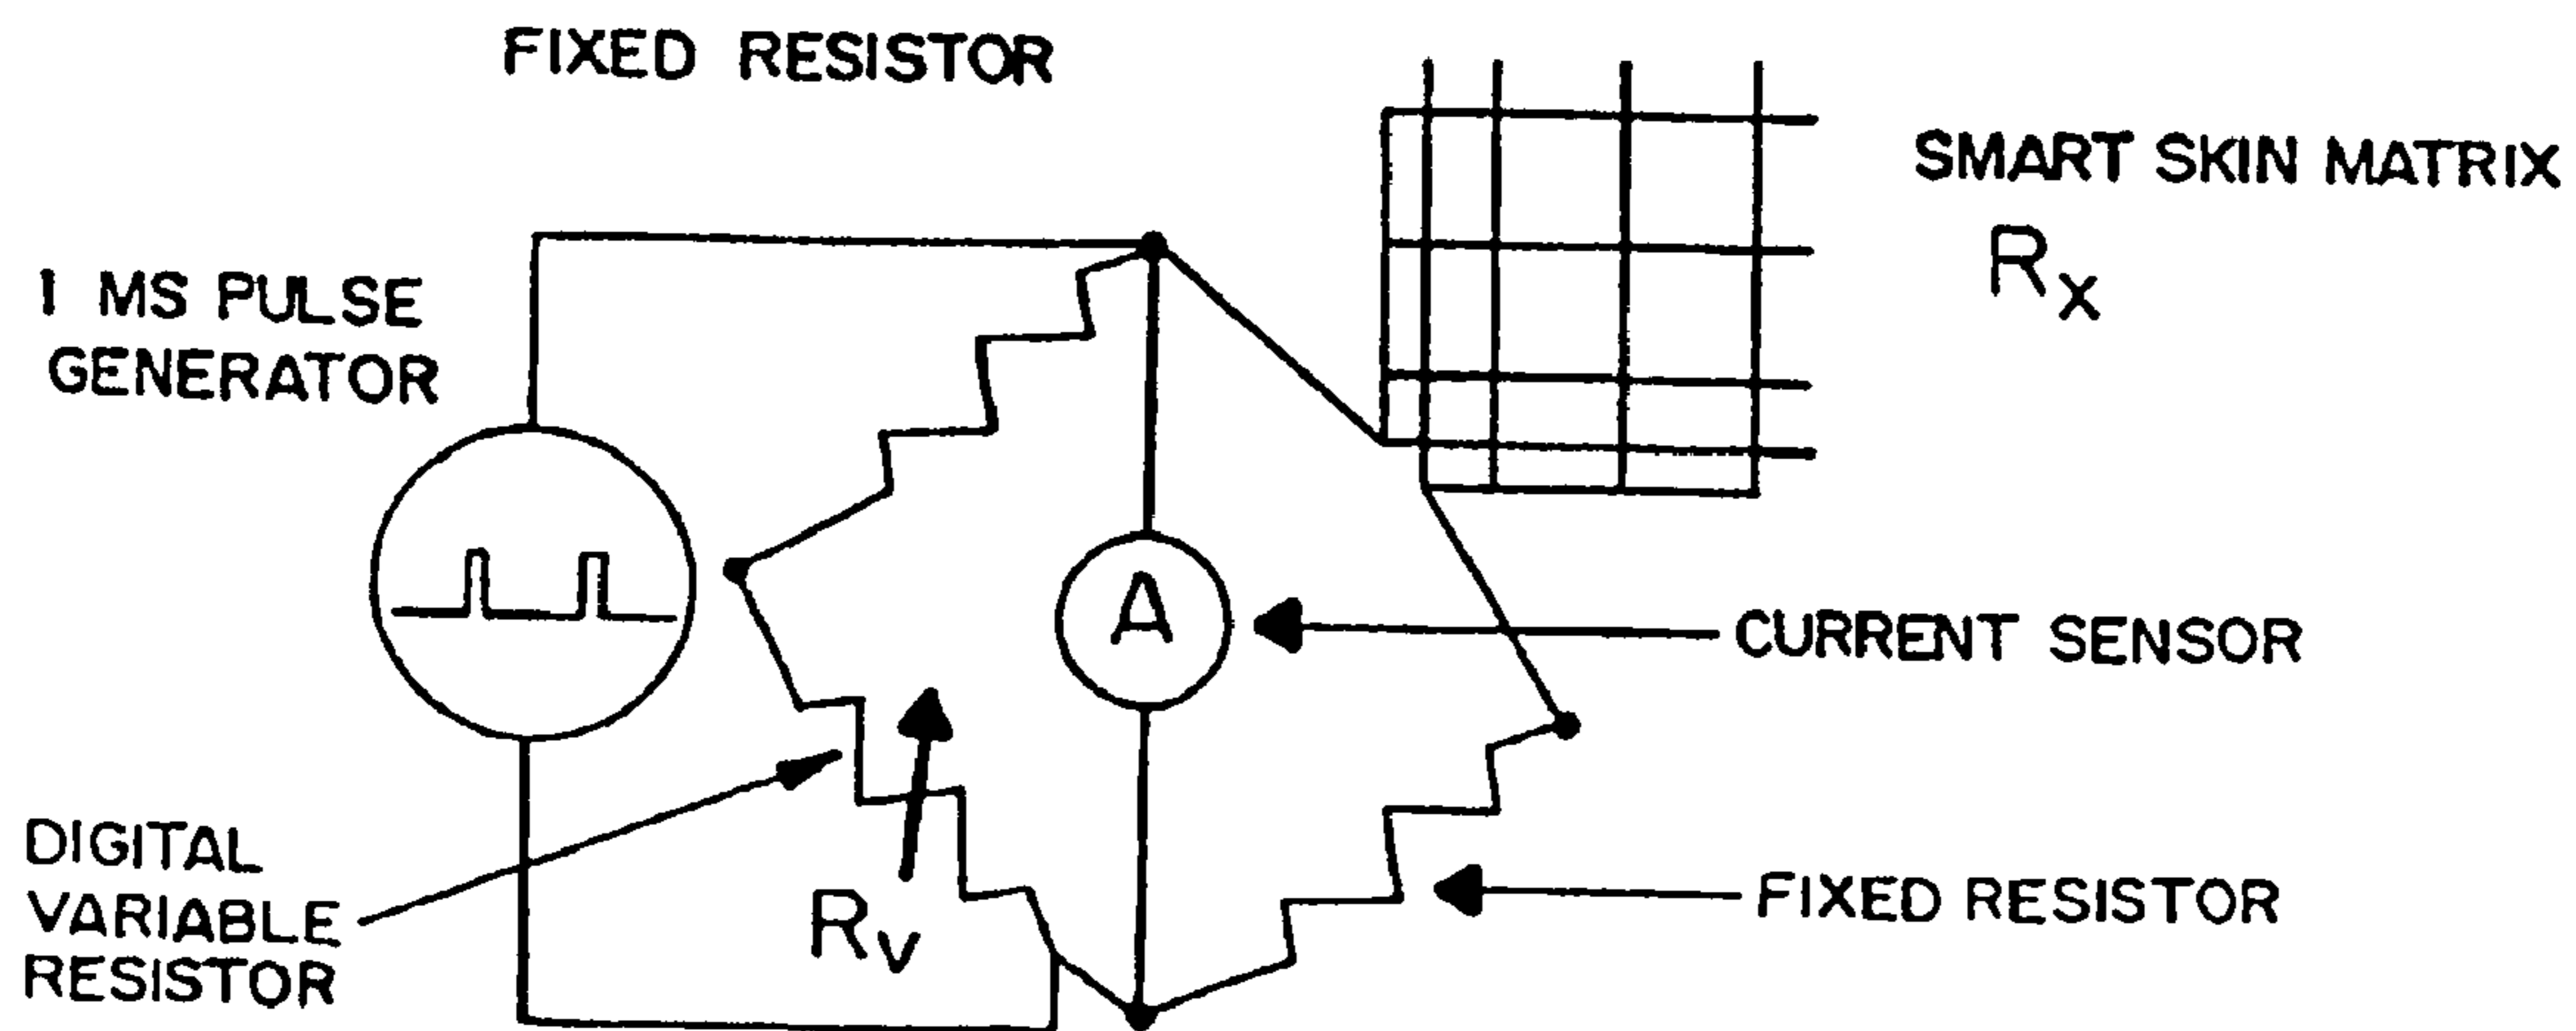 FIXED RESISTOR
SMART SKIN MATRIX
Rx
1 MS PULSE
GENERATOR
A
CURRENT SENSOR
DIGITAL
VARIABLE
RESISTOR
Rv
FIXED RESISTOR